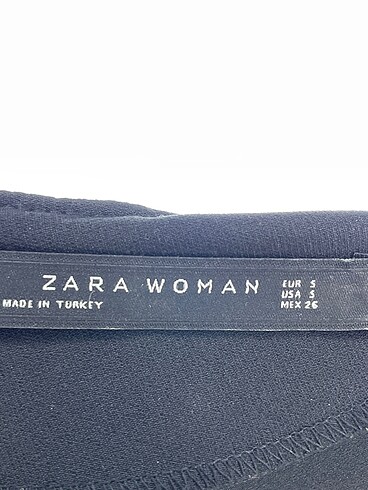 ZARA WOMAN
MADE IN TURKEY
EUR S
USA S
MEX 26